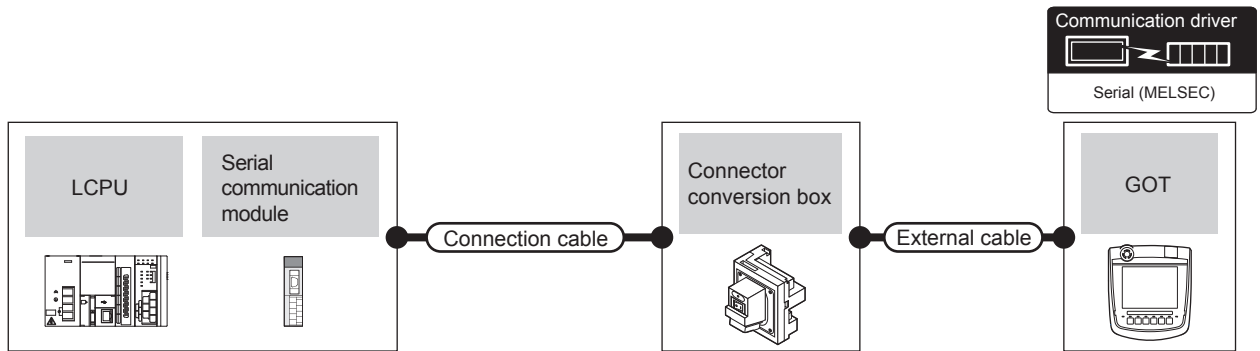 Communication driver
Serial (MELSEC)
LCPU
Serial
communication
module
Connection cable
Connector
conversion box
External cable
GOT